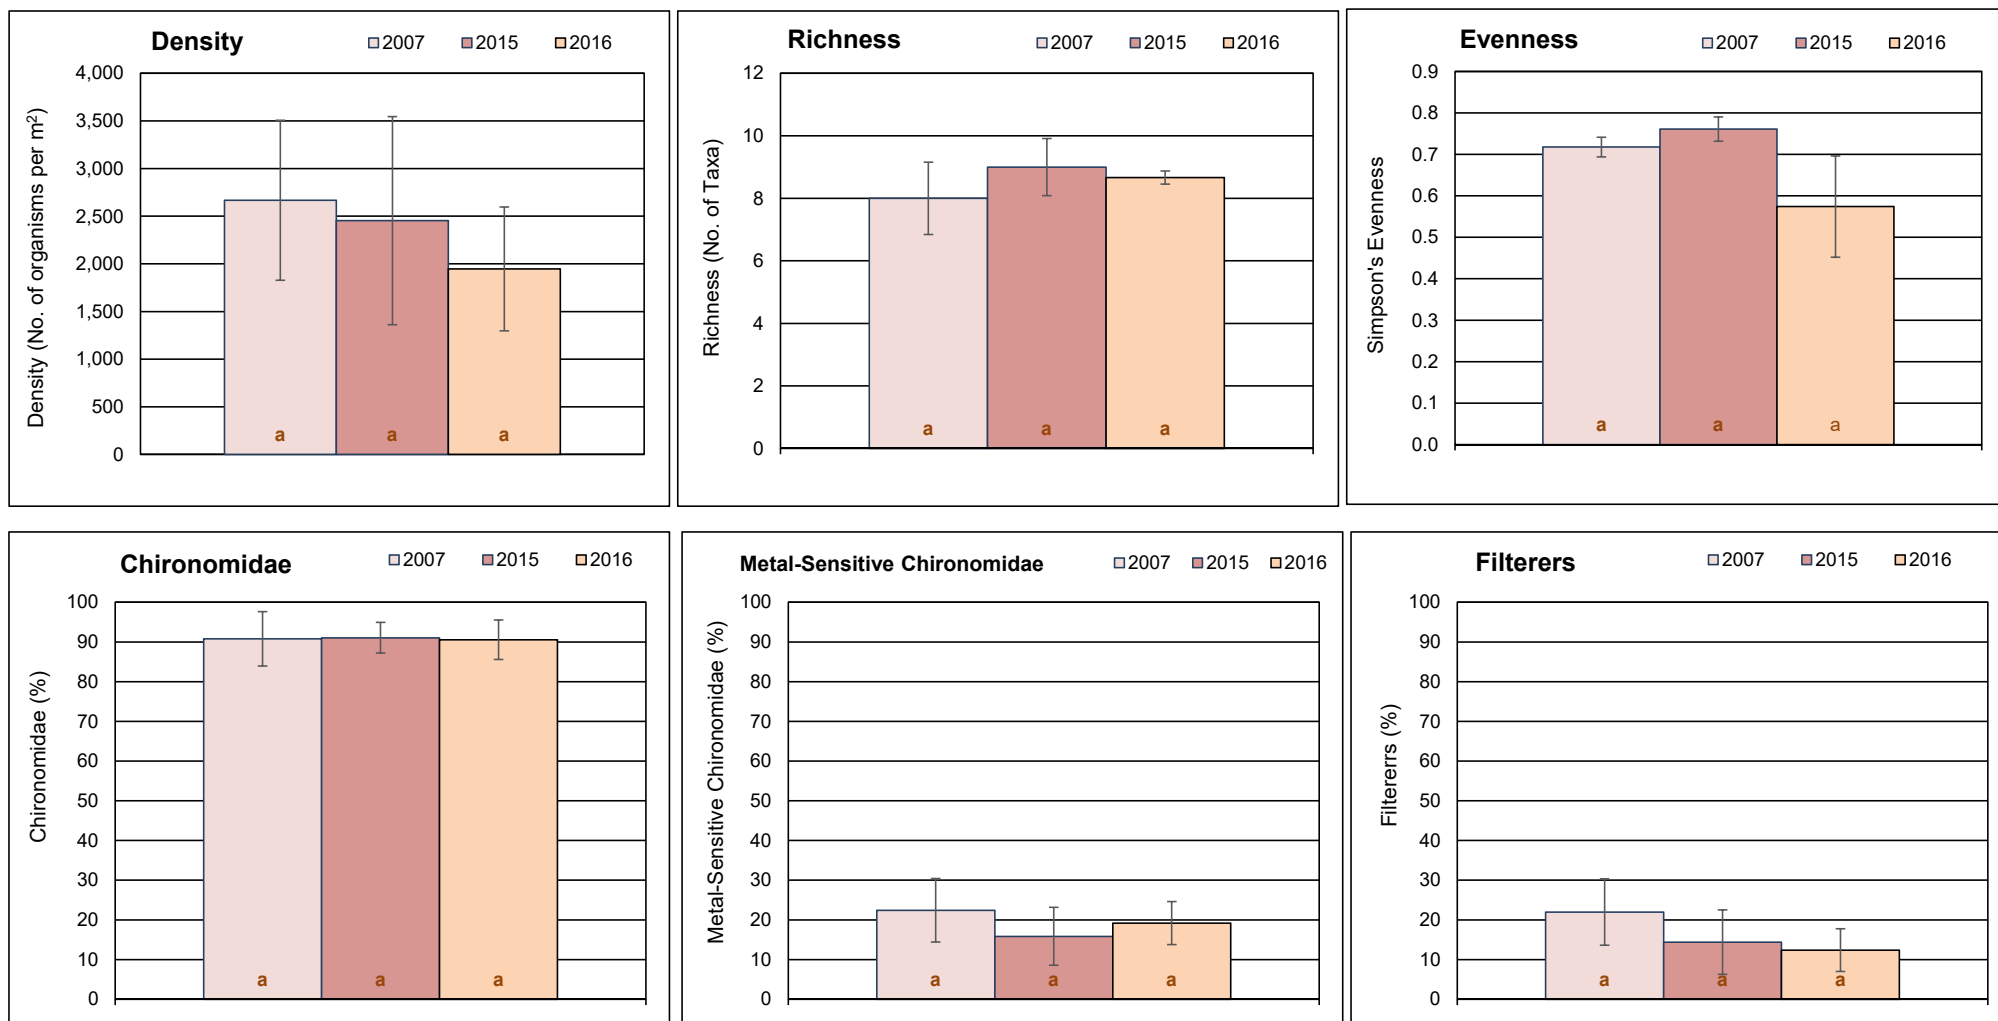 Density
2007 2015 2016
4,000
3,500
3,000
2,500
2,000
1,500
1,000
500
0
Density (No. of organisms per m²)
a a a
Richness
2007 2015 2016
12
10
8
6
4
2
0
Richness (No. of Taxa)
a a a
Evenness
2007 2015 2016
0.9
0.8
0.7
0.6
0.5
0.4
0.3
0.2
0.1
0.0
Simpson's Evenness
a a a
Chironomidae
2007 2015 2016
100
90
80
70
60
50
40
30
20
10
0
Chironomidae (%)
a a a
Metal-Sensitive Chironomidae
2007 2015 2016
100
90
80
70
60
50
40
30
20
10
0
Metal-Sensitive Chironomidae (%)
a a a
Filterers
2007 2015 2016
100
90
80
70
60
50
40
30
20
10
0
Filtererrs (%)
a a a